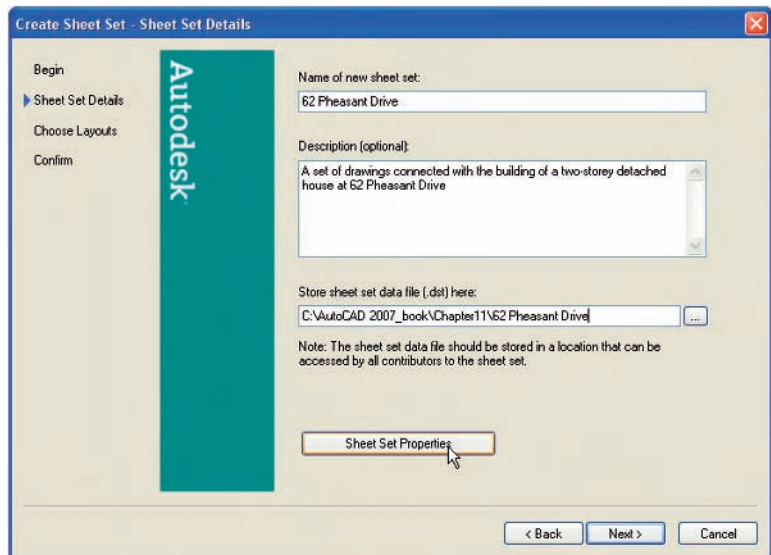 Create Sheet Set - Sheet Set Details
Begin
Sheet Set Details
Choose Layouts
Confirm
Autodesk
Name of new sheet set:
62 Pheasant Drive
Description (optional):
A set of drawings connected with the building of a two-storey detached
house at 62 Pheasant Drive
Store sheet set data file (.dst) here:
C:\AutoCAD 2007_book\Chapter11\62 Pheasant Drive
...
Note: The sheet set data file should be stored in a location that can be
accessed by all contributors to the sheet set.
Sheet Set Properties
< Back
Next >
Cancel